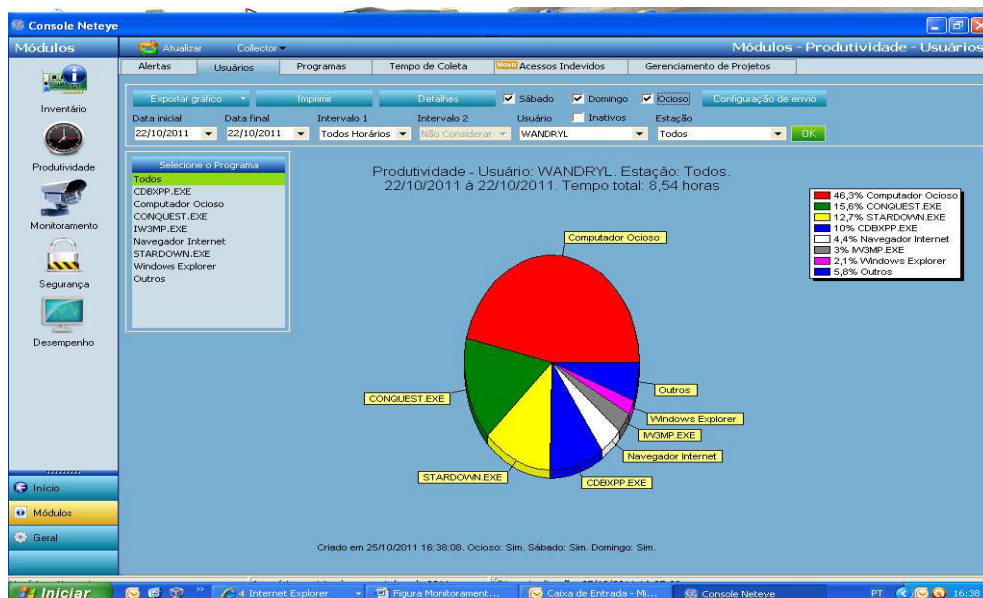 Console Neteye
Módulos
Atualizar
Collector
Módulos - Produtividade - Usuários
Alertas
Usuários
Programas
Tempo de Coleta
Novo Acessos Indevidos
Gerenciamento de Projetos
Inventário
Produtividade
Monitoramento
Segurança
Desempenho
Exportar gráfico
Imprimir
Detalhes
Sábado
Domingo
Ocioso
Configuração de envio
Data inicial
Data final
Intervalo 1
Intervalo 2
Usuário
Inativos
Estação
22/10/2011
22/10/2011
Todos Horários
Não Considerar
WANDRYL
Todos
OK
Selecione o Programa
Todos
CDBXPP.EXE
Computador Ocioso
CONQUEST.EXE
IW3MP.EXE
Navegador Internet
STARDOWN.EXE
Windows Explorer
Outros
Produtividade - Usuário: WANDRYL. Estação: Todos.
22/10/2011 à 22/10/2011. Tempo total: 8,54 horas
46,3% Computador Ocioso
15,6% CONQUEST.EXE
12,7% STARDOWN.EXE
10% CDBXPP.EXE
4,4% Navegador Internet
3% IW3MP.EXE
2,1% Windows Explorer
5,8% Outros
Computador Ocioso
CONQUEST.EXE
STARDOWN.EXE
CDBXPP.EXE
Navegador Internet
IW3MP.EXE
Windows Explorer
Outros
Criado em 25/10/2011 16:38:08. Ocioso: Sim. Sábado: Sim. Domingo: Sim.
Início
Módulos
Geral
Iniciar
4 Internet Explorer
Figura Monitorament...
Caixa de Entrada - Mi...
Console Neteye
PT
16:38